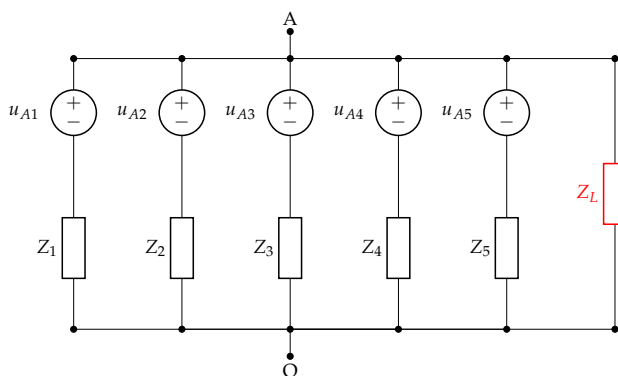 A
u_{A1} u_{A2} u_{A3} u_{A4} u_{A5}
+ + + + +
− − − − −
Z_L
Z_1 Z_2 Z_3 Z_4 Z_5
O